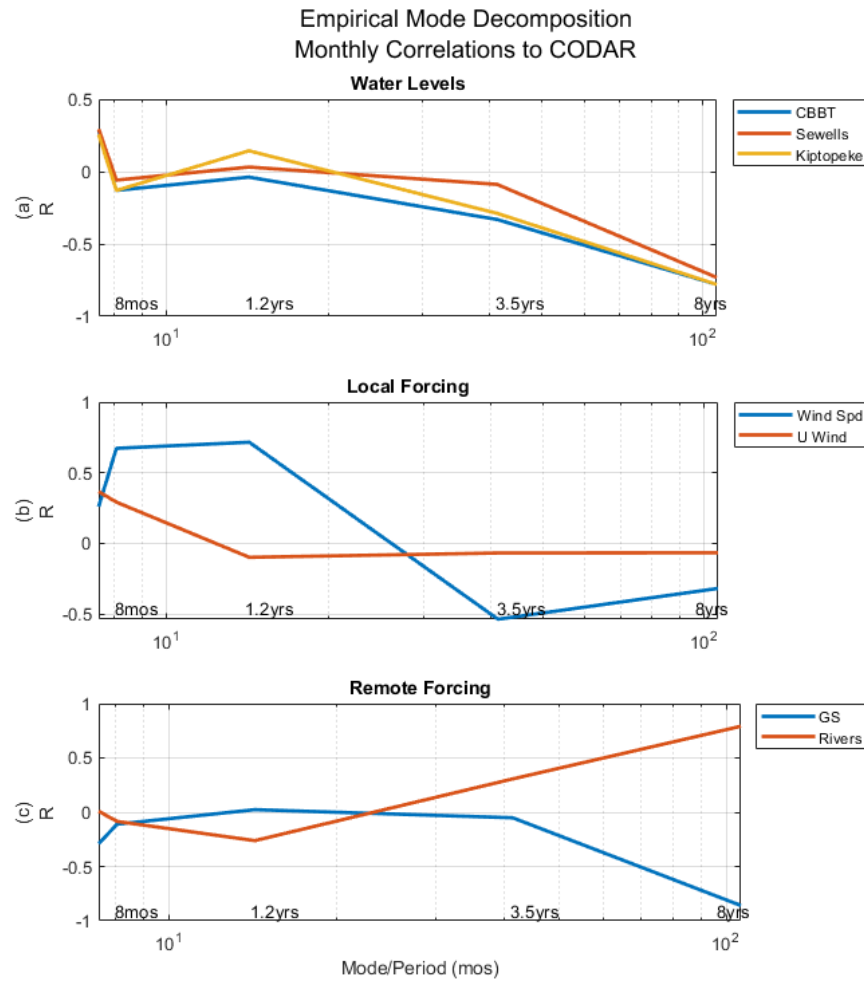 Empirical Mode Decomposition
Monthly Correlations to CODAR
Water Levels
0.5
0
-0.5
-1
(a)
R
8mos
1.2yrs
3.5yrs
8yrs
10^1
10^2
CBBT
Sewells
Kiptopeke
Local Forcing
1
0.5
0
-0.5
(b)
R
8mos
1.2yrs
3.5yrs
8yrs
10^1
10^2
Wind Spd
U Wind
Remote Forcing
1
0.5
0
-0.5
-1
(c)
R
8mos
1.2yrs
3.5yrs
8yrs
10^1
10^2
Mode/Period (mos)
GS
Rivers